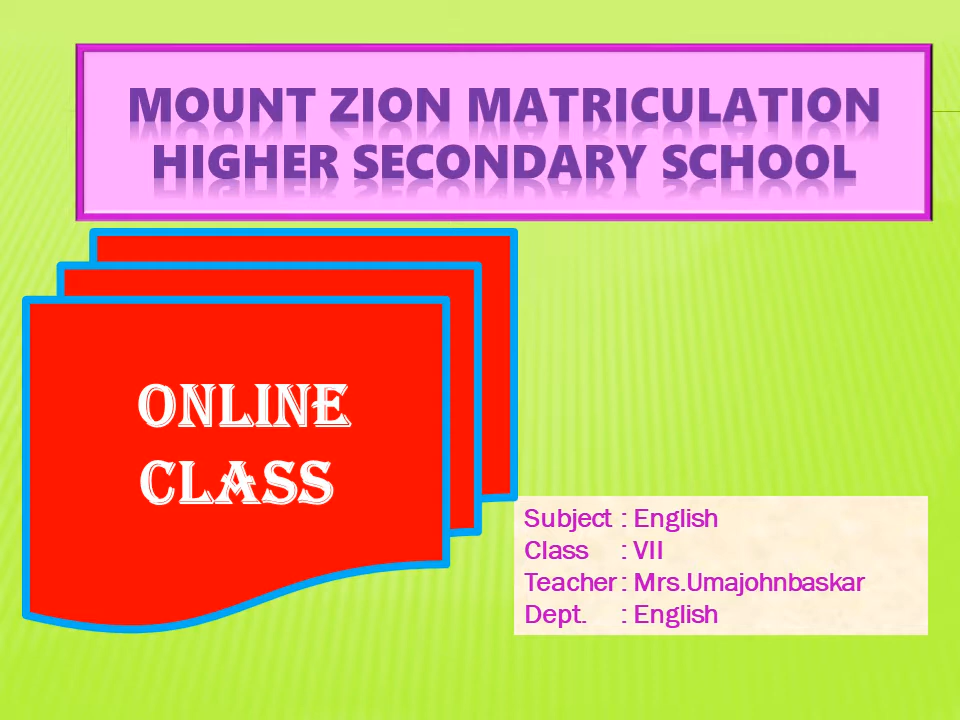 MOUNT ZION MATRICULATION
HIGHER SECONDARY SCHOOL
ONLINE
CLASS
Subject : English
Class : VII
Teacher : Mrs.Umajohnbaskar
Dept. : English